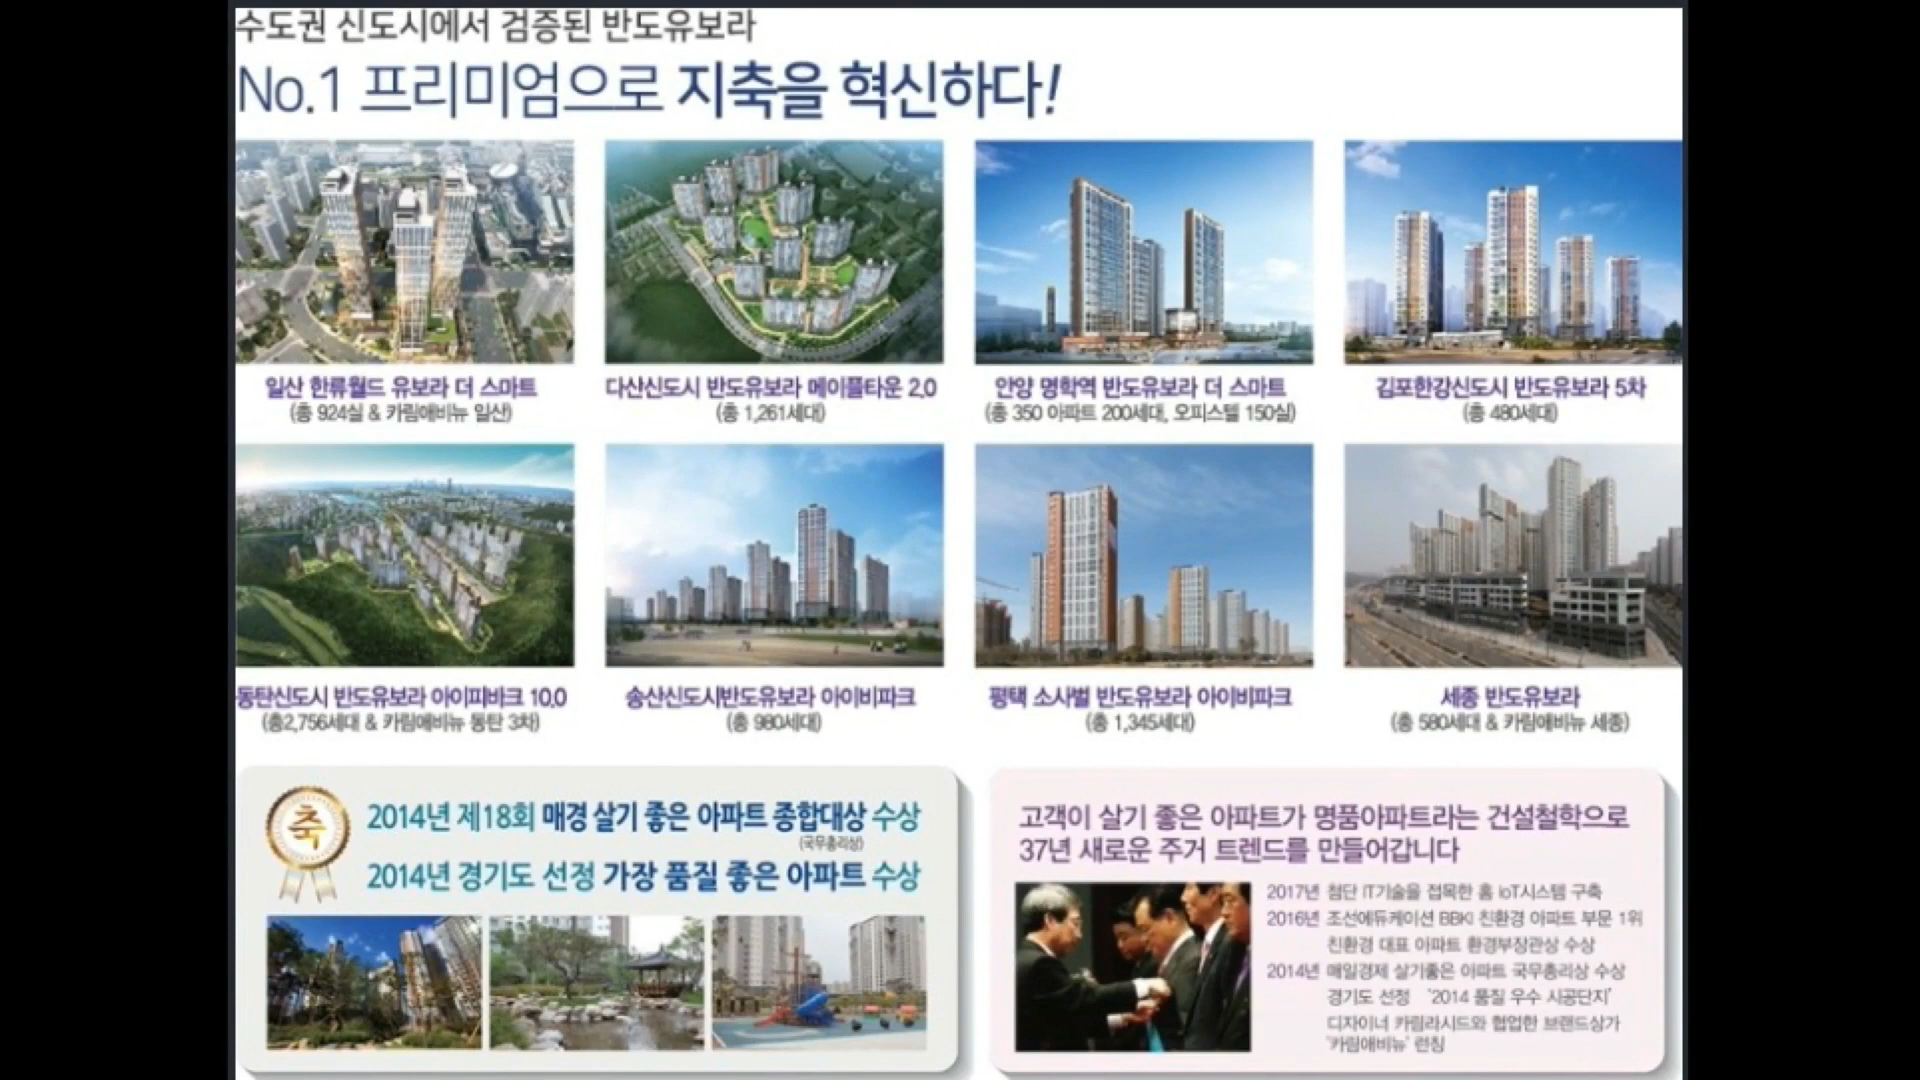 수도권 신도시에서 검증된 반도유보라
No.1 프리미엄으로 지축을 혁신하다!
일산 한류월드 유보라 더 스마트
(총 924실 & 카림애비뉴 일산)
다산신도시 반도유보라 메이플타운 2.0
(총 1,261세대)
안양 명학역 반도유보라 더 스마트
(총 350 아파트 200세대, 오피스텔 150실)
김포한강신도시 반도유보라 5차
(총 480세대)
동탄신도시 반도유보라 아이비파크 10.0
(총2,756세대 & 카림애비뉴 동탄 3차)
송산신도시반도유보라 아이비파크
(총 980세대)
평택 소사벌 반도유보라 아이비파크
(총 1,345세대)
세종 반도유보라
(총 580세대 & 카림애비뉴 세종)
축
2014년 제18회 매경 살기 좋은 아파트 종합대상 수상
(국무총리상)
2014년 경기도 선정 가장 품질 좋은 아파트 수상
고객이 살기 좋은 아파트가 명품아파트라는 건설철학으로
37년 새로운 주거 트렌드를 만들어갑니다
2017년 첨단 IT기술을 접목한 홈 IoT시스템 구축
2016년 조선에듀케이션 BBKI 친환경 아파트 부문 1위
친환경 대표 아파트 환경부장관상 수상
2014년 매일경제 살기좋은 아파트 국무총리상 수상
경기도 선정 '2014 품질 우수 시공단지'
디자이너 카림라시드와 협업한 브랜드상가
'카림애비뉴' 런칭